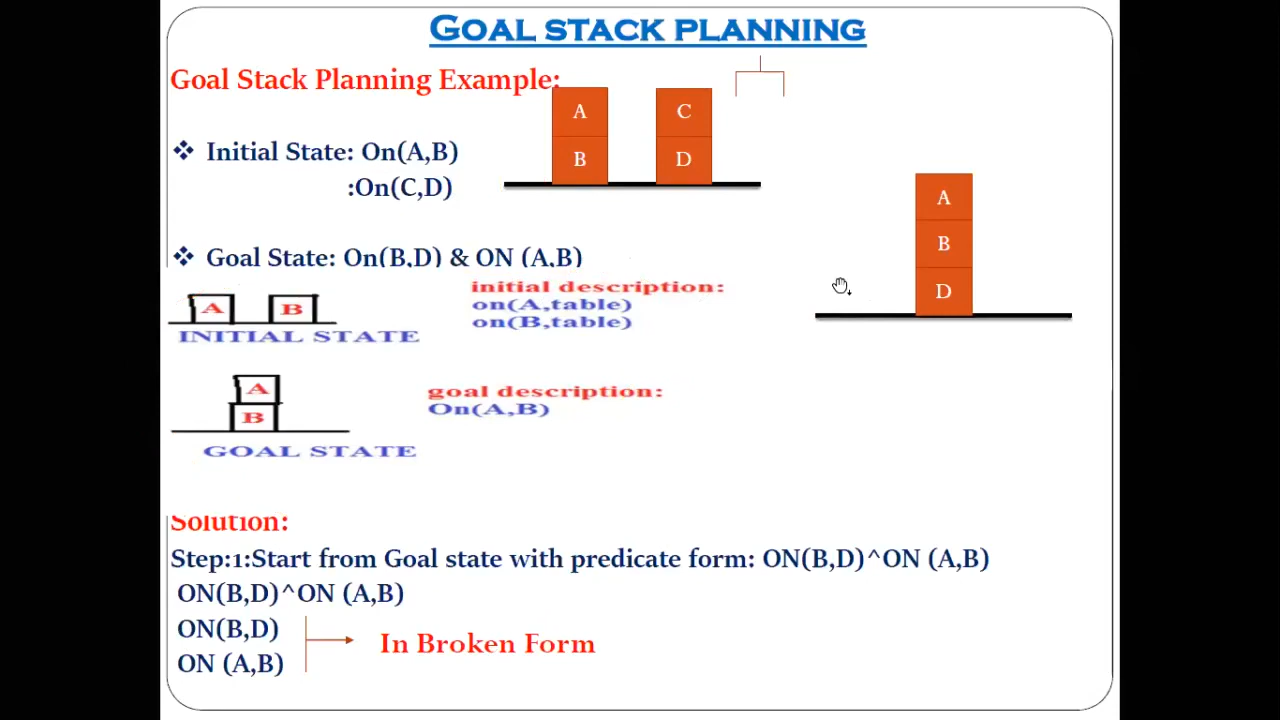 GOAL STACK PLANNING
Goal Stack Planning Example:
A
B
C
D
❖ Initial State: On(A,B)
:On(C,D)
A
B
D
❖ Goal State: On(B,D) & ON (A,B)
A B
INITIAL STATE
initial description:
on(A,table)
on(B,table)
A
B
GOAL STATE
goal description:
On(A,B)
Solution:
Step:1:Start from Goal state with predicate form: ON(B,D)^ON (A,B)
ON(B,D)^ON (A,B)
ON(B,D)
ON (A,B)
In Broken Form